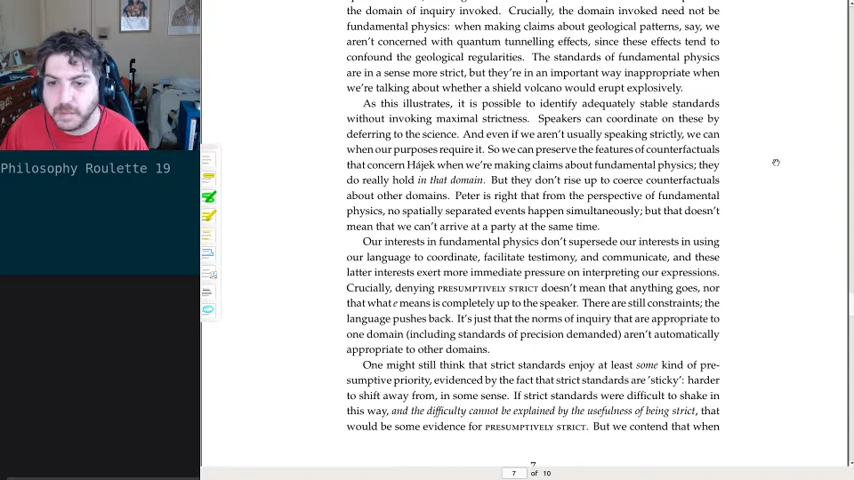 the domain of inquiry invoked. Crucially, the domain invoked need not be
fundamental physics: when making claims about geological patterns, say, we
aren't concerned with quantum tunnelling effects, since these effects tend to
confound the geological regularities. The standards of fundamental physics
are in a sense more strict, but they're in an important way inappropriate when
we're talking about whether a shield volcano would erupt explosively.
As this illustrates, it is possible to identify adequately stable standards
without invoking maximal strictness. Speakers can coordinate on these by
deferring to the science. And even if we aren't usually speaking strictly, we can
when our purposes require it. So we can preserve the features of counterfactuals
that concern Hájek when we're making claims about fundamental physics; they
do really hold in that domain. But they don't rise up to coerce counterfactuals
about other domains. Peter is right that from the perspective of fundamental
physics, no spatially separated events happen simultaneously; but that doesn't
mean that we can't arrive at a party at the same time.
Our interests in fundamental physics don't supersede our interests in using
our language to coordinate, facilitate testimony, and communicate, and these
latter interests exert more immediate pressure on interpreting our expressions.
Crucially, denying PRESUMPTIVELY STRICT doesn't mean that anything goes, nor
that what e means is completely up to the speaker. There are still constraints; the
language pushes back. It's just that the norms of inquiry that are appropriate to
one domain (including standards of precision demanded) aren't automatically
appropriate to other domains.
One might still think that strict standards enjoy at least some kind of pre-
sumptive priority, evidenced by the fact that strict standards are 'sticky': harder
to shift away from, in some sense. If strict standards were difficult to shake in
this way, and the difficulty cannot be explained by the usefulness of being strict, that
would be some evidence for PRESUMPTIVELY STRICT. But we contend that when
7
Philosophy Roulette 19
7 of 10